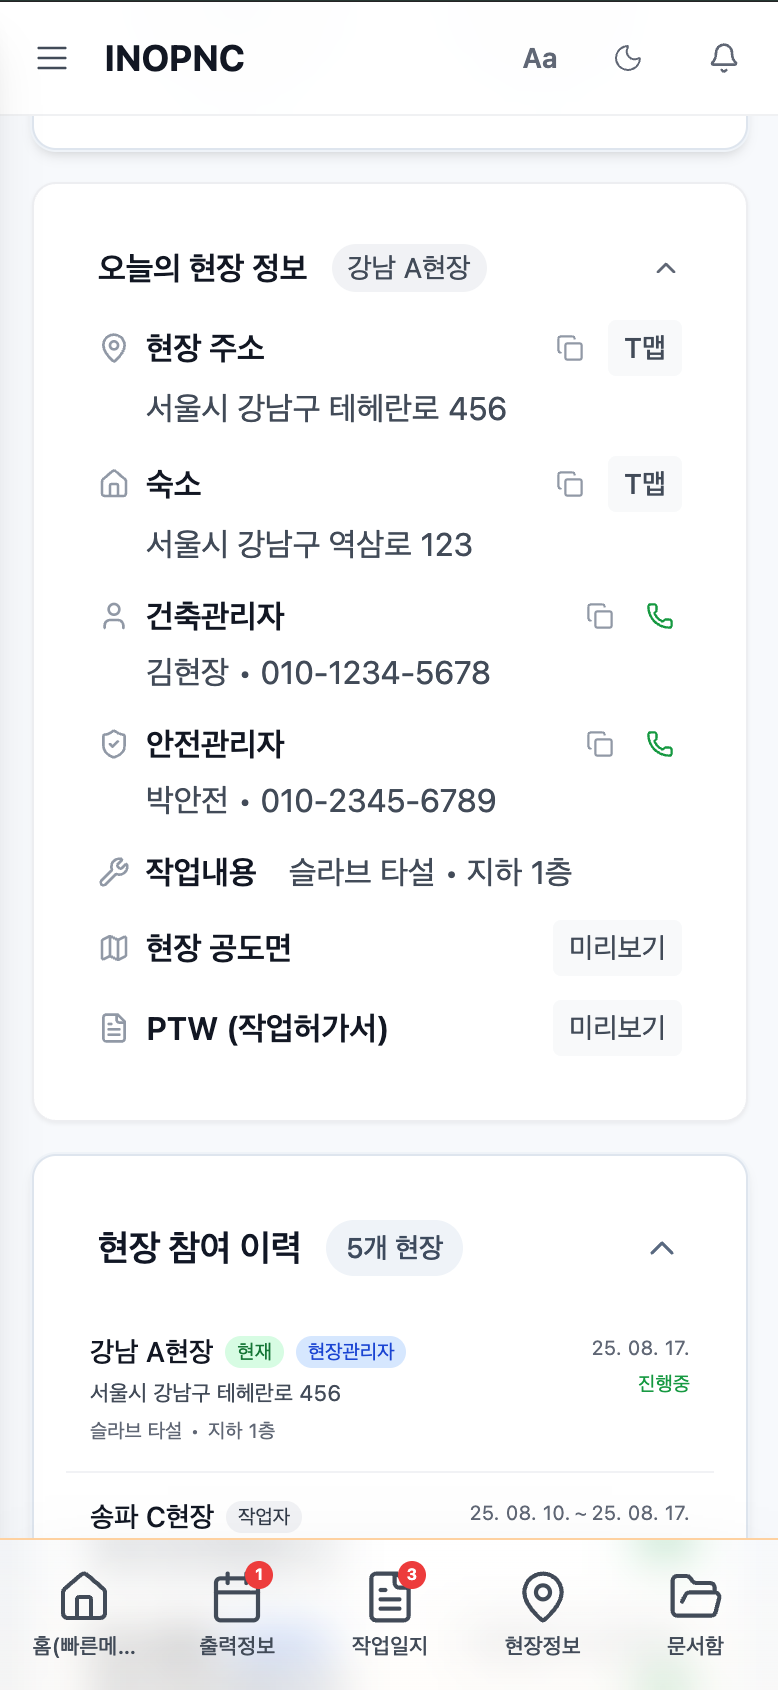 INOPNC Aa
오늘의 현장 정보 강남 A현장
현장 주소 T맵
서울시 강남구 테헤란로 456
숙소 T맵
서울시 강남구 역삼로 123
건축관리자
김현장 • 010-1234-5678
안전관리자
박안전 • 010-2345-6789
작업내용 슬라브 타설 • 지하 1층
현장 공도면 미리보기
PTW (작업허가서) 미리보기
현장 참여 이력 5개 현장
강남 A현장 현재 현장관리자 25. 08. 17.
서울시 강남구 테헤란로 456 진행중
슬라브 타설 • 지하 1층
송파 C현장 작업자 25. 08. 10. ~ 25. 08. 17.
1 3
홈(빠른메... 출력정보 작업일지 현장정보 문서함